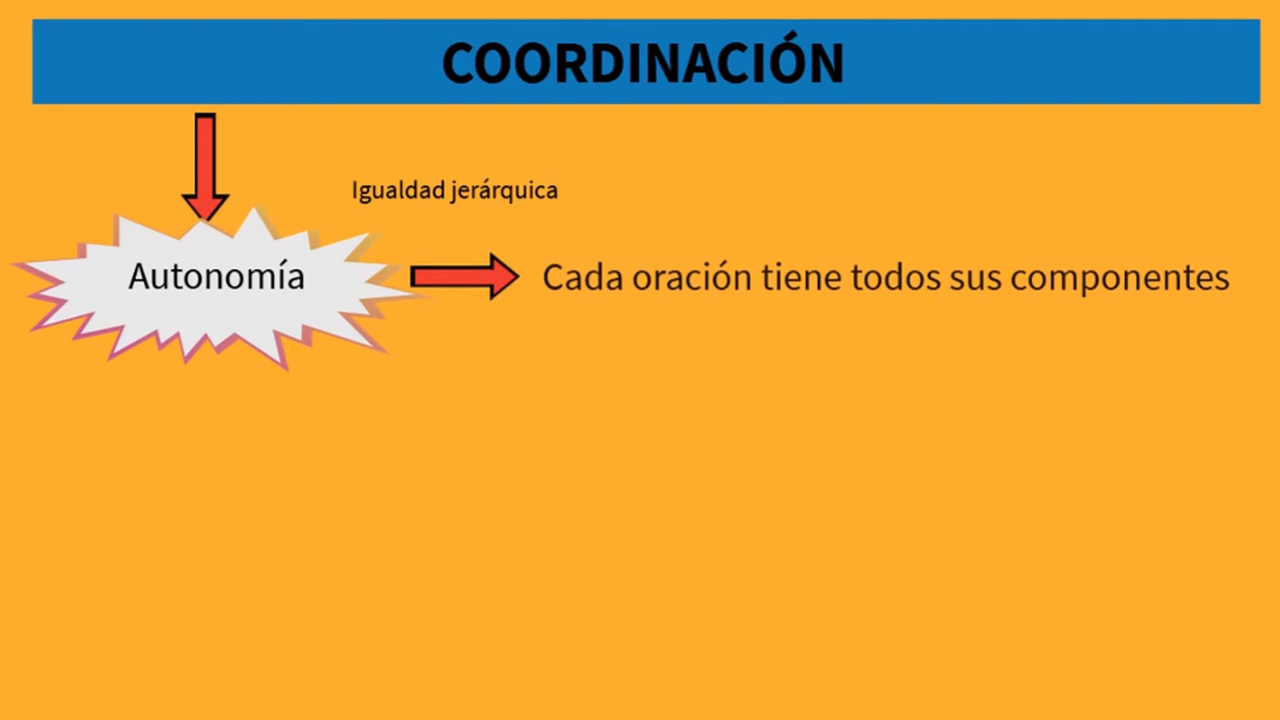 COORDINACIÓN
Igualdad jerárquica
Autonomía
Cada oración tiene todos sus componentes